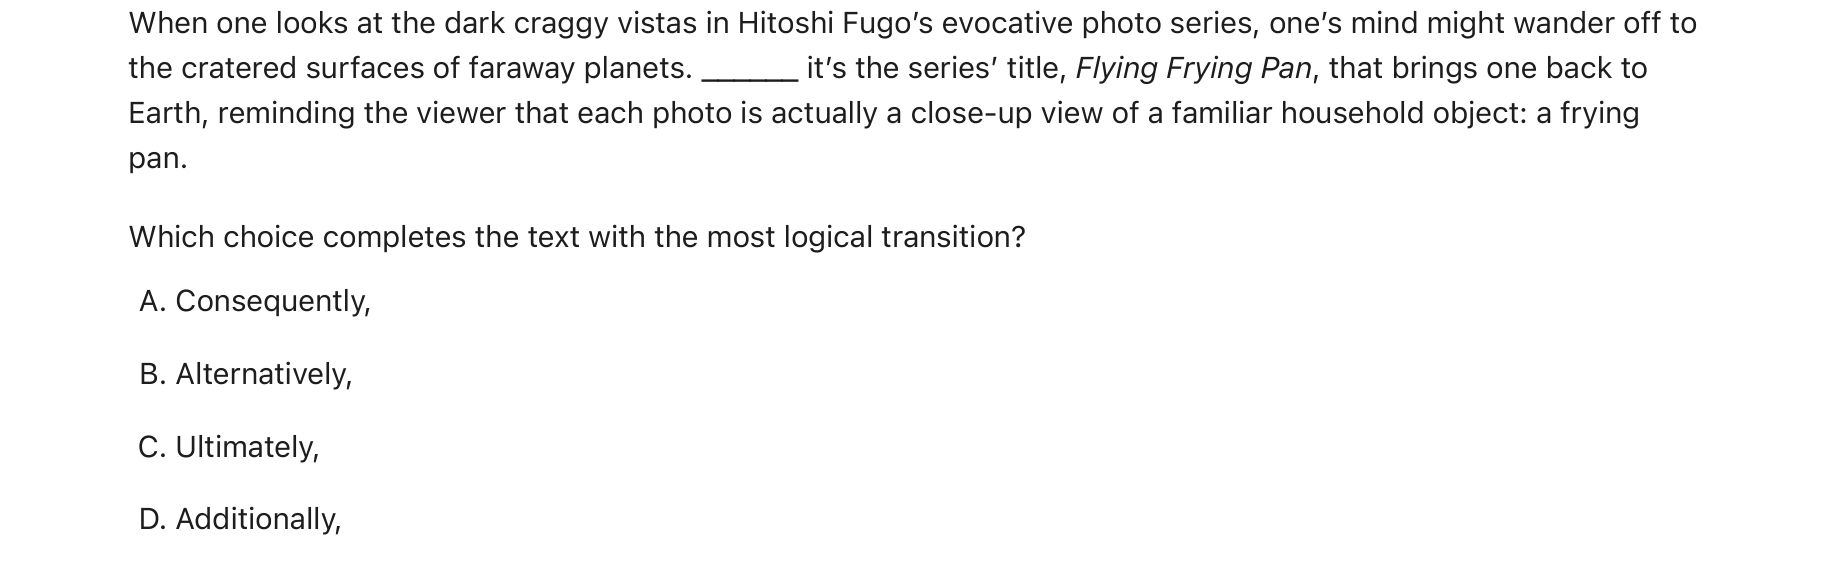 When one looks at the dark craggy vistas in Hitoshi Fugo’s evocative photo series, one’s mind might wander off to
the cratered surfaces of faraway planets. ______ it’s the series’ title, Flying Frying Pan, that brings one back to
Earth, reminding the viewer that each photo is actually a close-up view of a familiar household object: a frying
pan.
Which choice completes the text with the most logical transition?
A. Consequently,
B. Alternatively,
C. Ultimately,
D. Additionally,